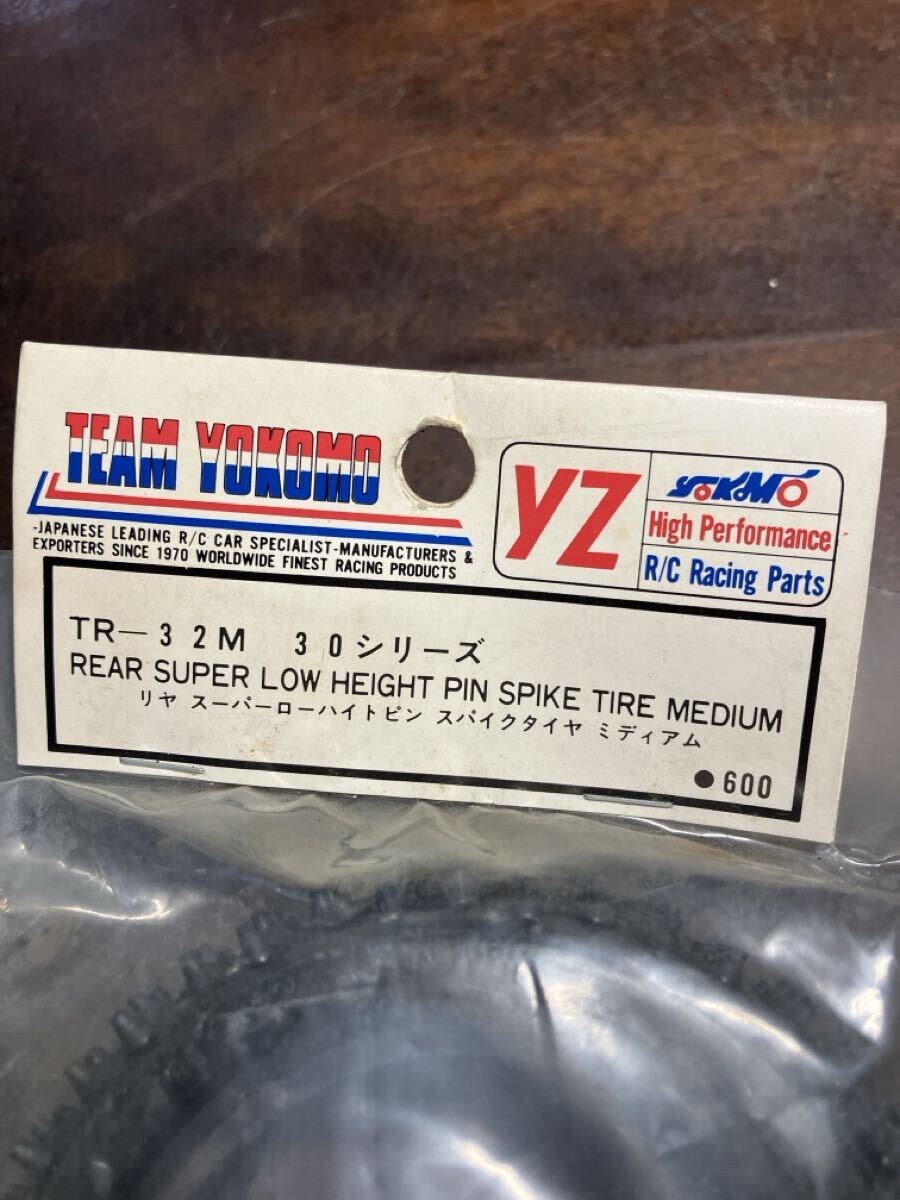 TEAM YOKOMO
-JAPANESE LEADING R/C CAR SPECIALIST-MANUFACTURERS &
EXPORTERS SINCE 1970 WORLDWIDE FINEST RACING PRODUCTS
YZ
YOKOMO
High Performance
R/C Racing Parts
TR-32M 30シリーズ
REAR SUPER LOW HEIGHT PIN SPIKE TIRE MEDIUM
リヤ スーパーローハイトピン スパイクタイヤ ミディアム
●600